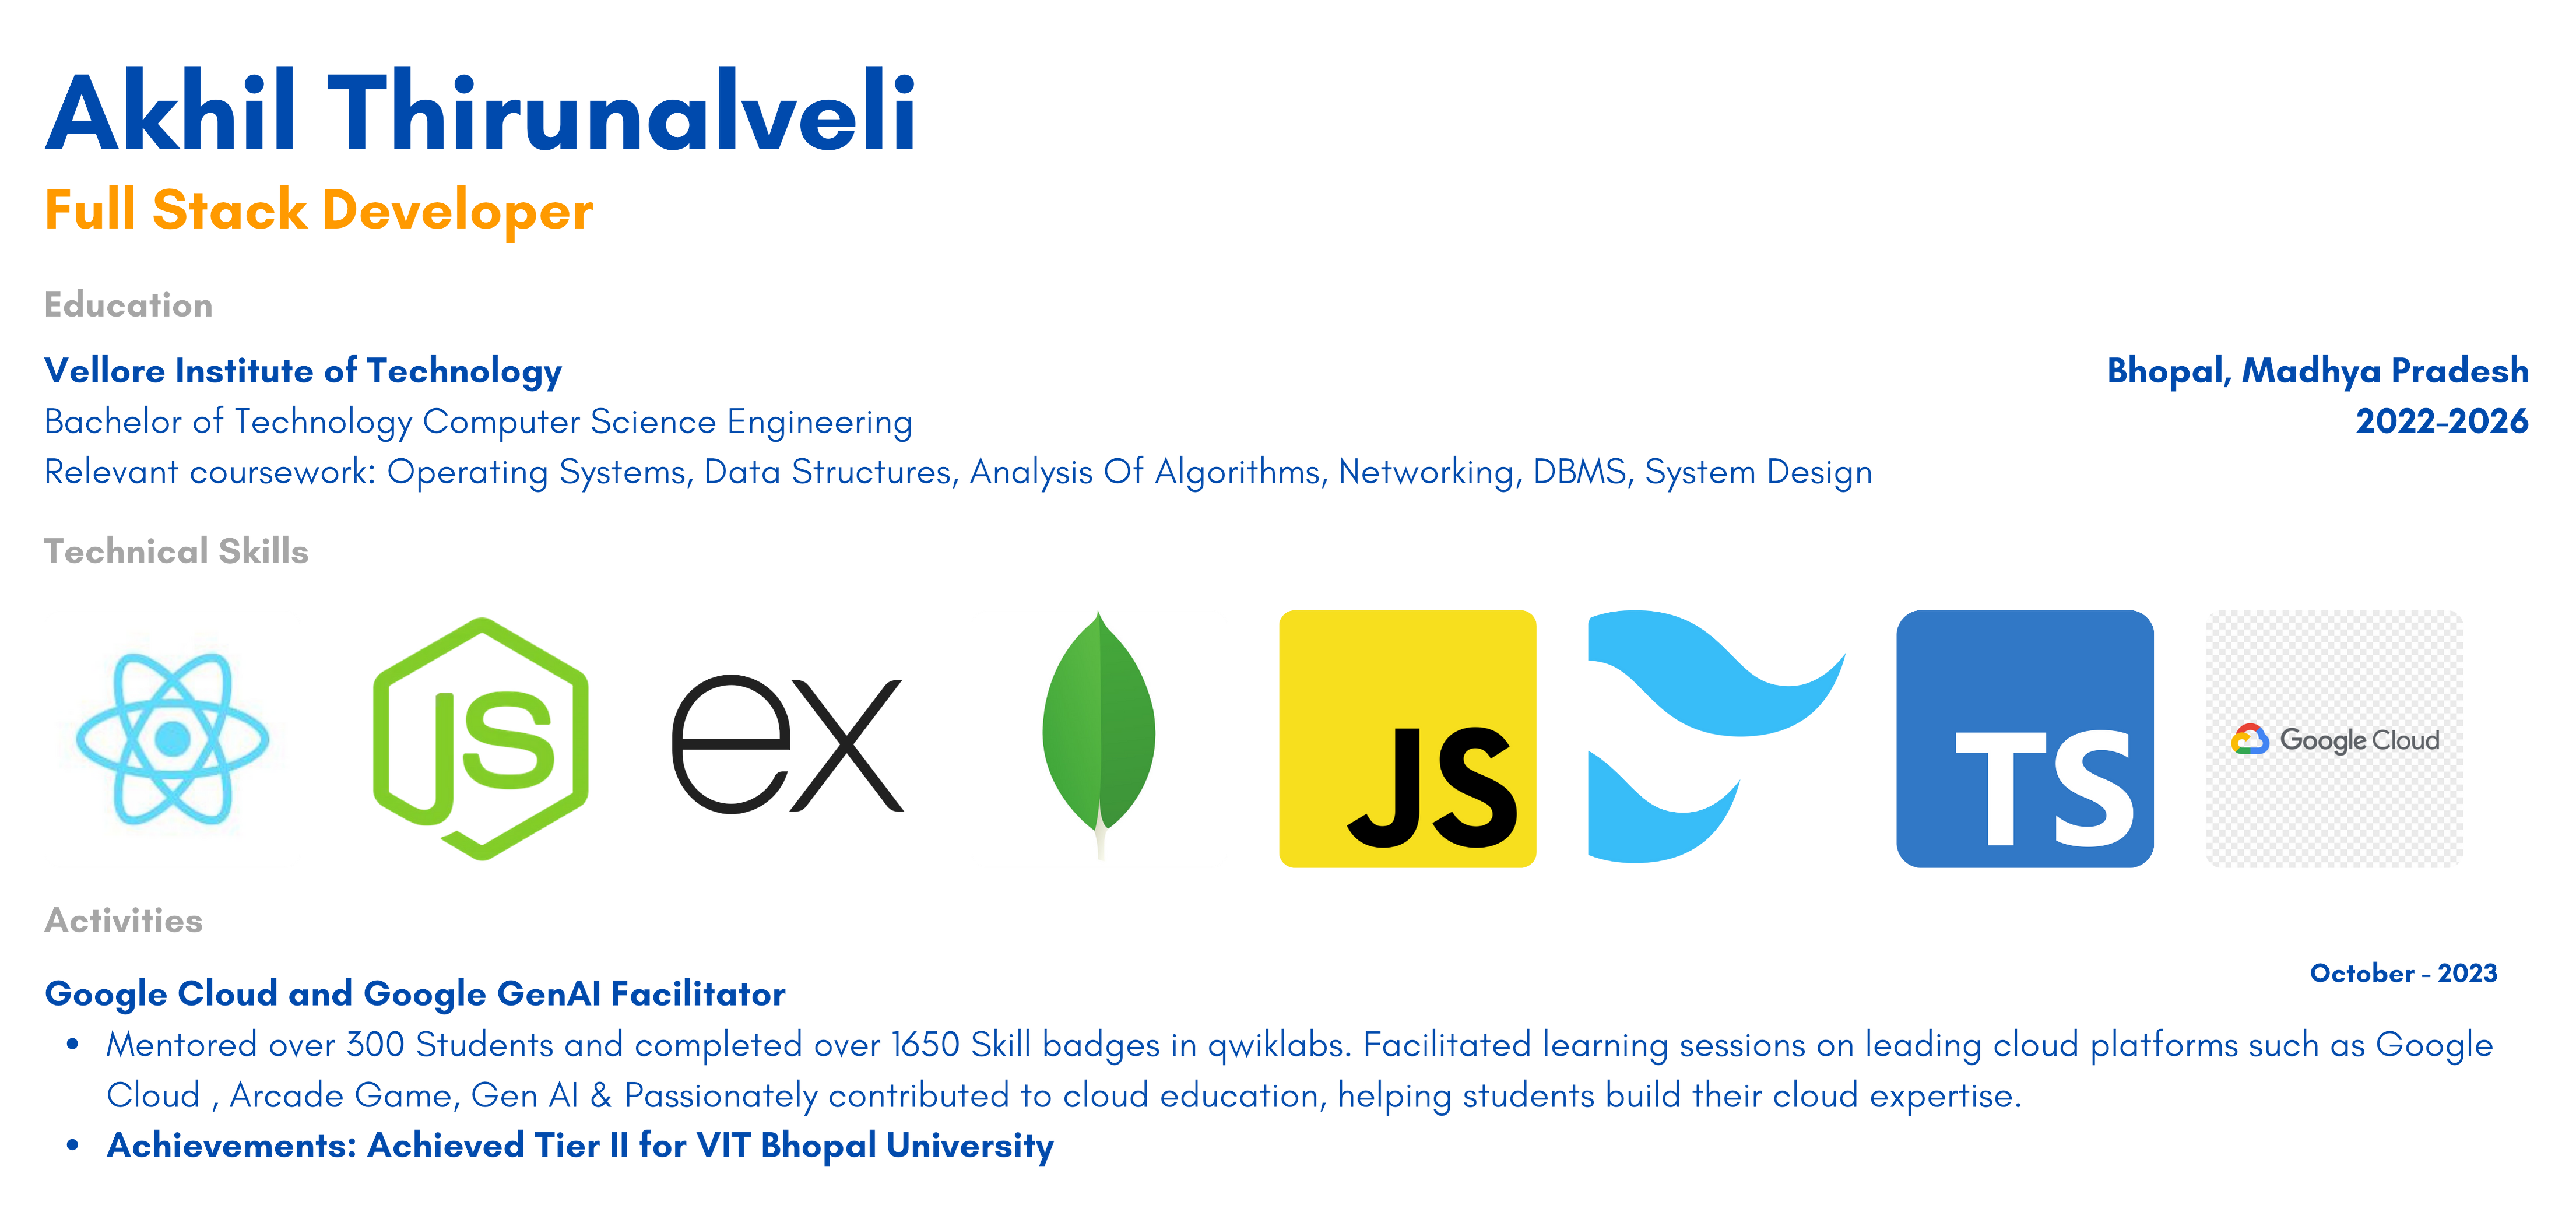 Akhil Thirunalveli
Full Stack Developer
Education
Vellore Institute of Technology
Bhopal, Madhya Pradesh
Bachelor of Technology Computer Science Engineering
2022-2026
Relevant coursework: Operating Systems, Data Structures, Analysis Of Algorithms, Networking, DBMS, System Design
Technical Skills
JS
ex
JS
TS
Google Cloud
Activities
October - 2023
Google Cloud and Google GenAI Facilitator
• Mentored over 300 Students and completed over 1650 Skill badges in qwiklabs. Facilitated learning sessions on leading cloud platforms such as Google
Cloud , Arcade Game, Gen AI & Passionately contributed to cloud education, helping students build their cloud expertise.
• Achievements: Achieved Tier II for VIT Bhopal University